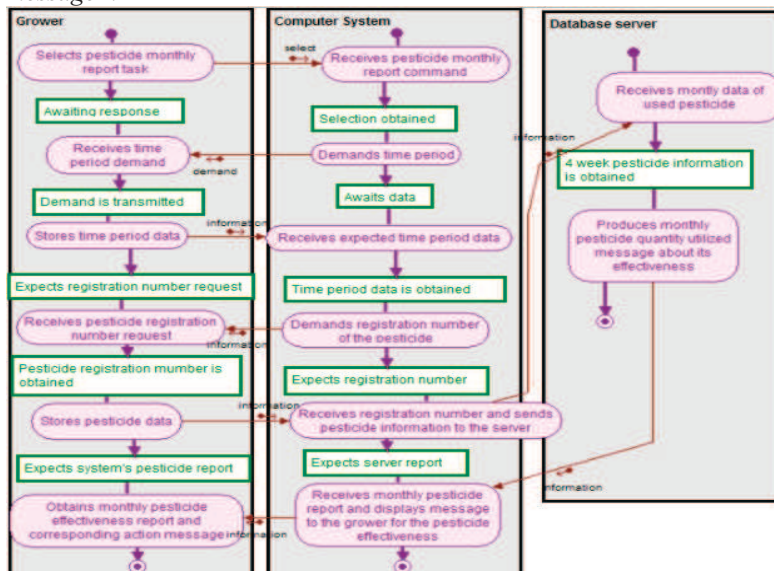 Grower
Selects pesticide monthly
report task
Awaiting response
Receives time
period demand
Demand is transmitted
Stores time period data
Expects registration number request
Receives pesticide registration
number request
Pesticide registration mumber is
obtained
Stores pesticide data
Expects system's pesticide report
Obtains monthly pesticide
effectiveness report and
corresponding action message
select
demand
information
information
information
information
Computer System
Receives pesticide monthly
report command
Selection obtained
Demands time period
Awaits data
Receives expected time period data
Time period data is obtained
Demands registration number
of the pesticide
Expects registration number
Receives registration number and sends
pesticide information to the server
Expects server report
Receives monthly pesticide
report and displays message
to the grower for the pesticide
effectiveness
information
information
Database server
Receives montly data of
used pesticide
4 week pesticide information
is obtained
Produces monthly
pesticide quantity utilized
message about its
effectiveness